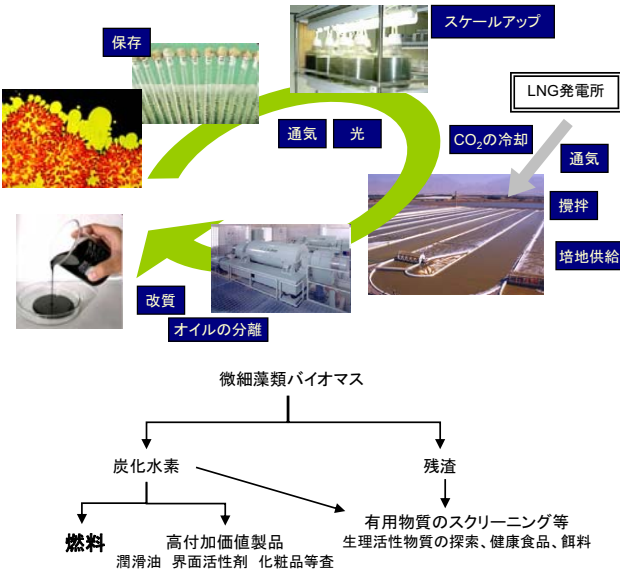 スケールアップ
保存
LNG発電所
通気
光
CO₂の冷却
通気
攪拌
培地供給
改質
オイルの分離
微細藻類バイオマス
炭化水素
残渣
燃料
高付加価値製品
潤滑油 界面活性剤 化粧品等査
有用物質のスクリーニング等
生理活性物質の探索、健康食品、餌料